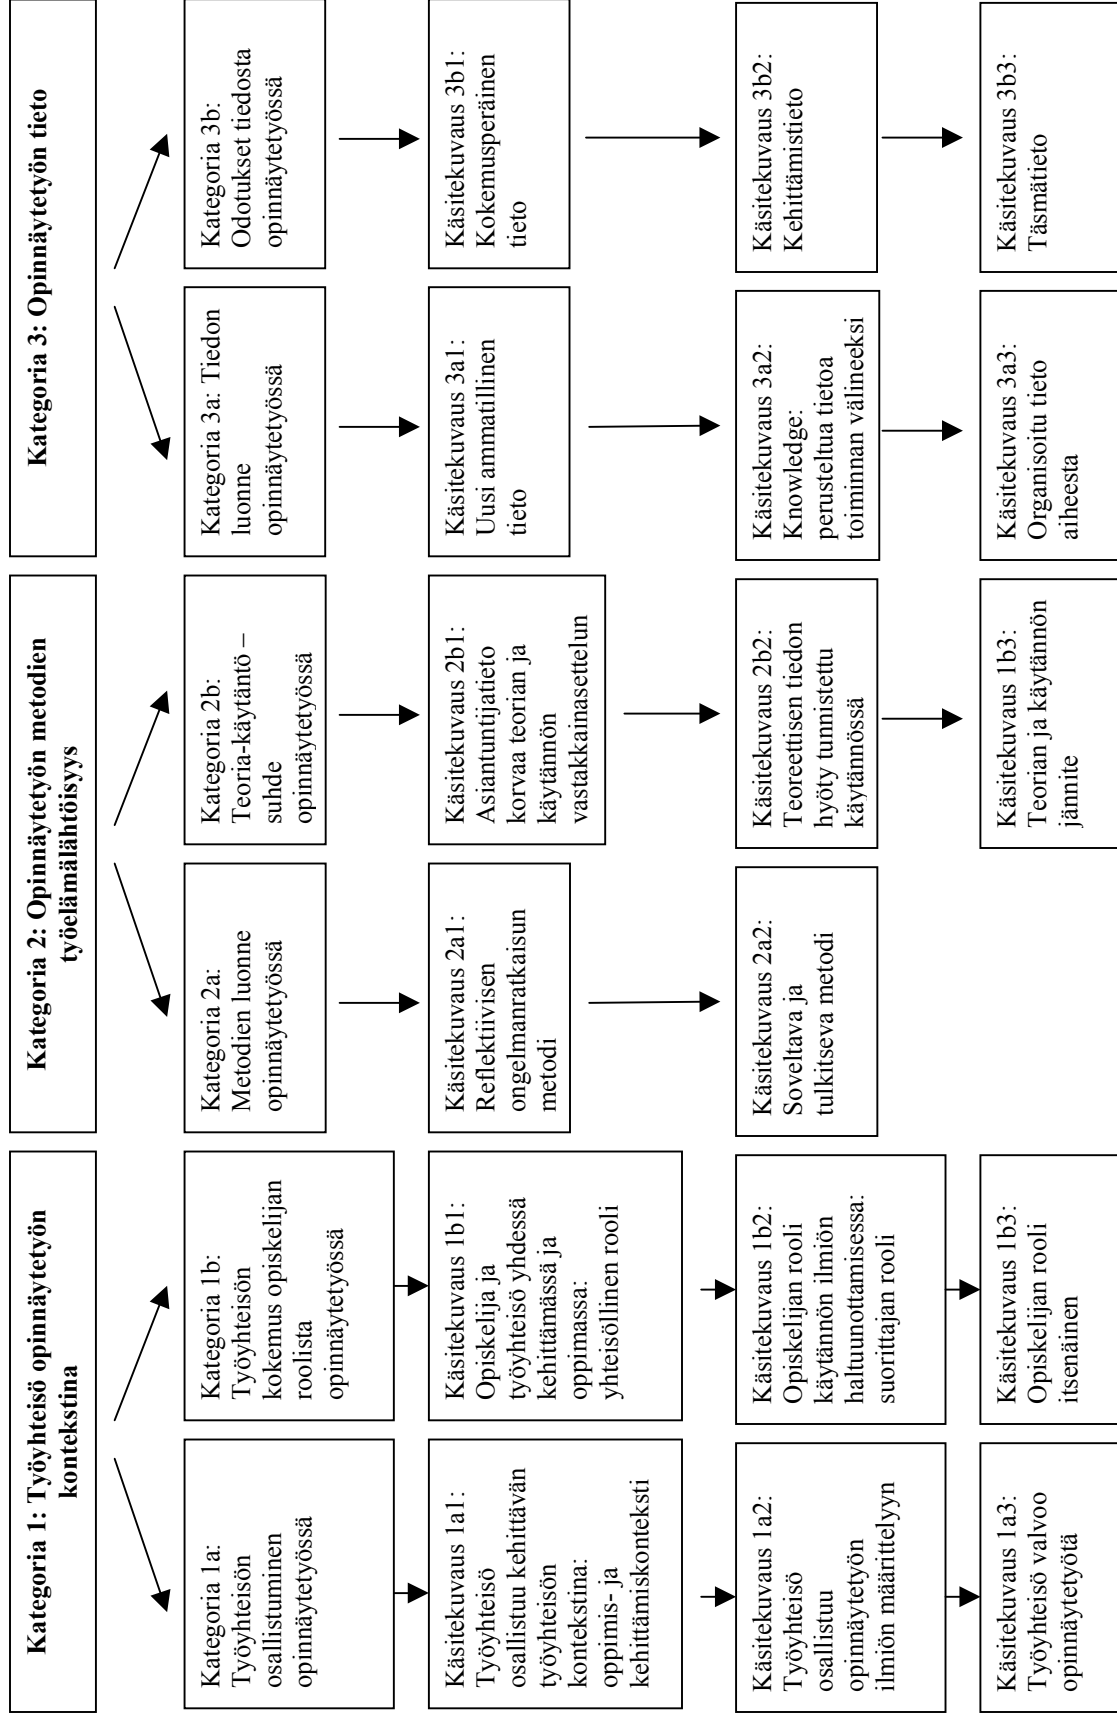 Kategoria 1: Työyhteisö opinnäytetyön
kontekstina
Kategoria 2: Opinnäytetyön metodien
työelämälähtöisyys
Kategoria 3: Opinnäytetyön tieto
Kategoria 1a:
Työyhteisön
osallistuminen
opinnäytetyössä
Kategoria 1b:
Työyhteisön
kokemus opiskelijan
roolista
opinnäytetyössä
Kategoria 2a:
Metodien luonne
opinnäytetyössä
Kategoria 2b:
Teoria-käytäntö –
suhde
opinnäytetyössä
Kategoria 3a: Tiedon
luonne
opinnäytetyössä
Kategoria 3b:
Odotukset tiedosta
opinnäytetyössä
Käsitekuvaus 1a1:
Työyhteisö
osallistuu kehittävän
työyhteisön
kontekstina:
oppimis- ja
kehittämiskonteksti
Käsitekuvaus 1b1:
Opiskelija ja
työyhteisö yhdessä
kehittämässä ja
oppimassa:
yhteisöllinen rooli
Käsitekuvaus 2a1:
Reflektiivisen
ongelmanratkaisun
metodi
Käsitekuvaus 2b1:
Asiantuntijatieto
korvaa teorian ja
käytännön
vastakkainasettelun
Käsitekuvaus 3a1:
Uusi ammatillinen
tieto
Käsitekuvaus 3b1:
Kokemusperäinen
tieto
Käsitekuvaus 1a2:
Työyhteisö
osallistuu
opinnäytetyön
ilmiön määrittelyyn
Käsitekuvaus 1b2:
Opiskelijan rooli
käytännön ilmiön
haltuunottamisessa:
suorittajan rooli
Käsitekuvaus 2a2:
Soveltava ja
tulkitseva metodi
Käsitekuvaus 2b2:
Teoreettisen tiedon
hyöty tunnistettu
käytännössä
Käsitekuvaus 3a2:
Knowledge:
perusteltua tietoa
toiminnan välineeksi
Käsitekuvaus 3b2:
Kehittämistieto
Käsitekuvaus 1a3:
Työyhteisö valvoo
opinnäytetyötä
Käsitekuvaus 1b3:
Opiskelijan rooli
itsenäinen
Käsitekuvaus 1b3:
Teorian ja käytännön
jännite
Käsitekuvaus 3a3:
Organisoitu tieto
aiheesta
Käsitekuvaus 3b3:
Täsmätieto